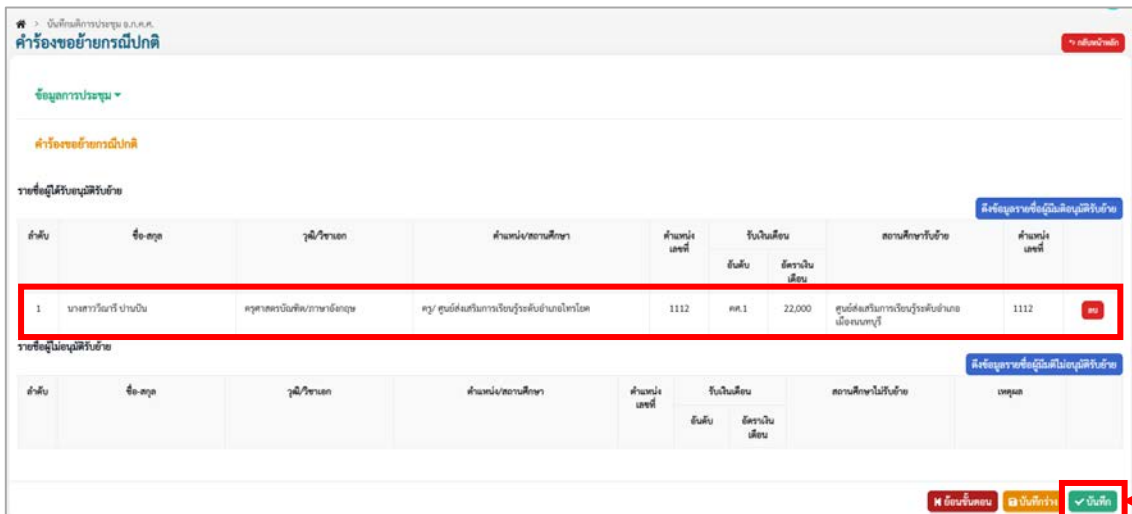 > บันทึกมติการประชุม อ.ก.ค.ศ.
คำร้องขอย้ายกรณีปกติ
กลับหน้าหลัก
ข้อมูลการประชุม
คำร้องขอย้ายกรณีปกติ
รายชื่อผู้ได้รับอนุมัติรับย้าย
ดึงข้อมูลรายชื่อผู้มีมติอนุมัติรับย้าย
ลำดับ ชื่อ-สกุล วุฒิ/วิชาเอก ตำแหน่ง/สถานศึกษา ตำแหน่งเลขที่ รับเงินเดือน สถานศึกษารับย้าย ตำแหน่งเลขที่
อันดับ อัตราเงินเดือน
1 นางสาววีณารี ปานปิ่น ครุศาสตรบัณฑิต/ภาษาอังกฤษ ครู/ ศูนย์ส่งเสริมการเรียนรู้ระดับอำเภอไทรโยค 1112 คศ.1 22,000 ศูนย์ส่งเสริมการเรียนรู้ระดับอำเภอเมืองนนทบุรี 1112 ลบ
รายชื่อผู้ไม่อนุมัติรับย้าย
ดึงข้อมูลรายชื่อผู้มีมติไม่อนุมัติรับย้าย
ลำดับ ชื่อ-สกุล วุฒิ/วิชาเอก ตำแหน่ง/สถานศึกษา ตำแหน่งเลขที่ รับเงินเดือน สถานศึกษาไม่รับย้าย เหตุผล
อันดับ อัตราเงินเดือน
ย้อนขั้นตอน บันทึกร่าง บันทึก